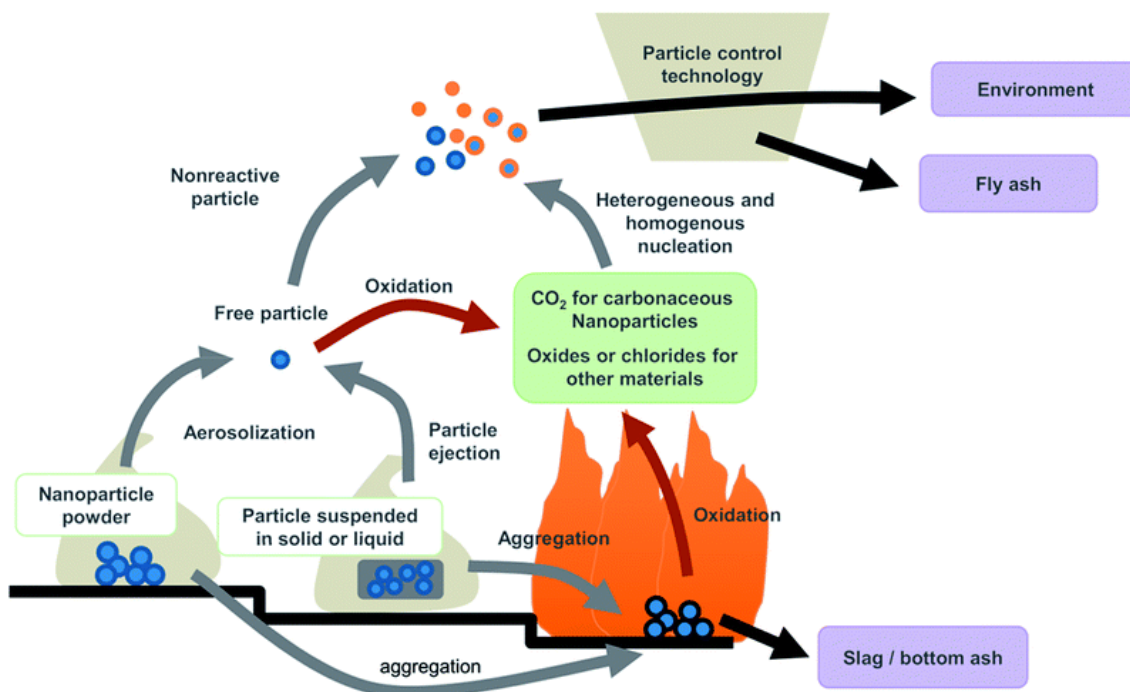 Particle control
technology
Environment
Fly ash
Nonreactive
particle
Heterogeneous and
homogenous
nucleation
Oxidation
Free particle
CO₂ for carbonaceous
Nanoparticles
Oxides or chlorides for
other materials
Aerosolization
Particle
ejection
Nanoparticle
powder
Particle suspended
in solid or liquid
Aggregation
Oxidation
aggregation
Slag / bottom ash